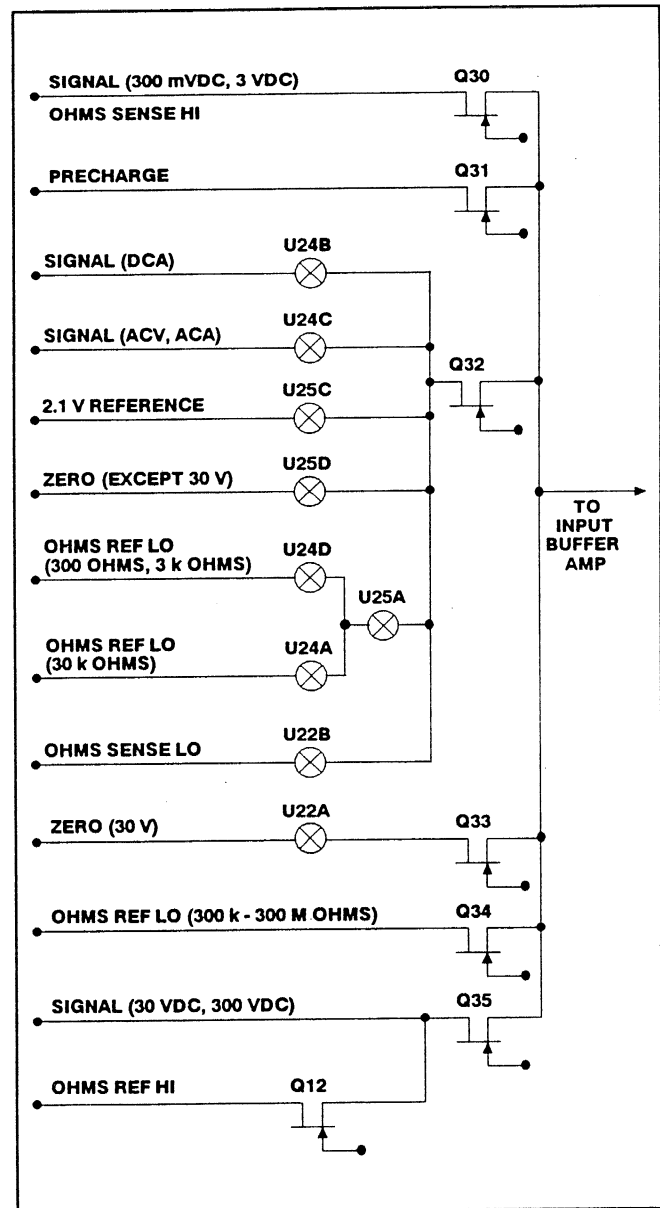 SIGNAL (300 mVDC, 3 VDC)
Q30
OHMS SENSE HI
Q31
PRECHARGE
U24B
SIGNAL (DCA)
U24C
SIGNAL (ACV, ACA)
Q32
U25C
2.1 V REFERENCE
U25D
ZERO (EXCEPT 30 V)
TO
INPUT
BUFFER
AMP
OHMS REF LO
(300 OHMS, 3 k OHMS)
U24D
U25A
OHMS REF LO
(30 k OHMS)
U24A
U22B
OHMS SENSE LO
U22A
ZERO (30 V)
Q33
OHMS REF LO (300 k - 300 M OHMS)
Q34
SIGNAL (30 VDC, 300 VDC)
Q35
OHMS REF HI
Q12